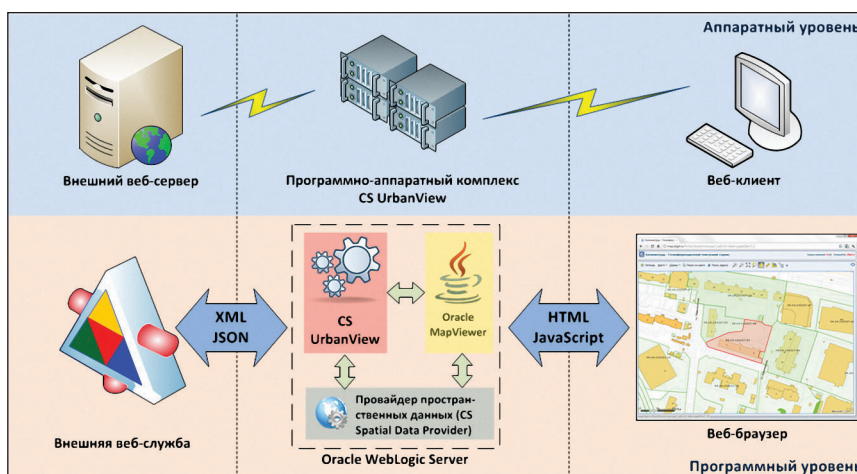 Аппаратный уровень
Внешний веб-сервер
Программно-аппаратный комплекс
CS UrbanView
Веб-клиент
XML
JSON
CS
UrbanView
Oracle
MapViewer
HTML
JavaScript
Провайдер простран-
ственных данных (CS
Spatial Data Provider)
Внешняя веб-служба
Oracle WebLogic Server
Веб-браузер
Программный уровень